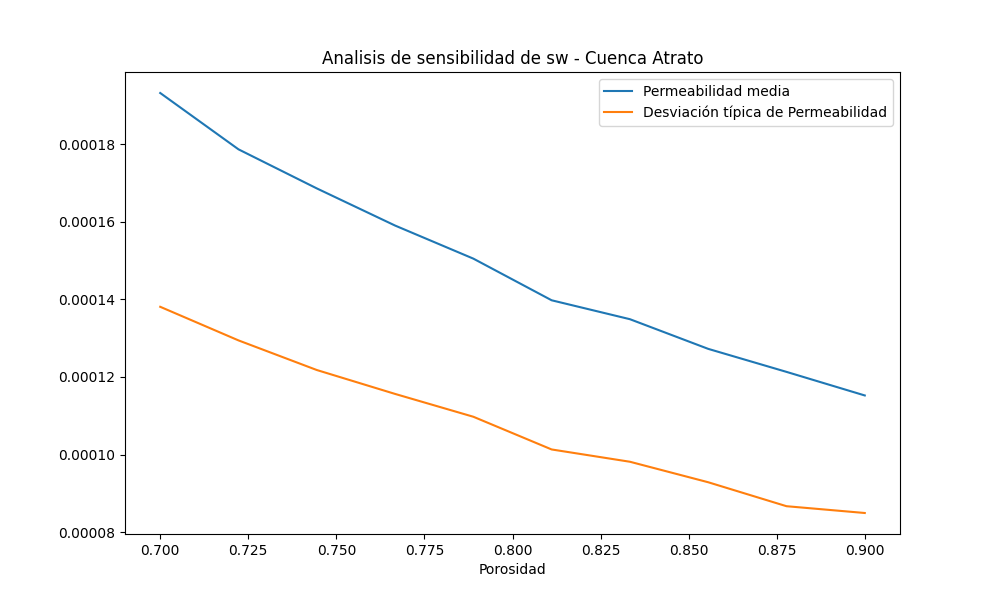 Analisis de sensibilidad de sw - Cuenca Atrato
Permeabilidad media
Desviación típica de Permeabilidad
0.00018
0.00016
0.00014
0.00012
0.00010
0.00008
0.700 0.725 0.750 0.775 0.800 0.825 0.850 0.875 0.900
Porosidad